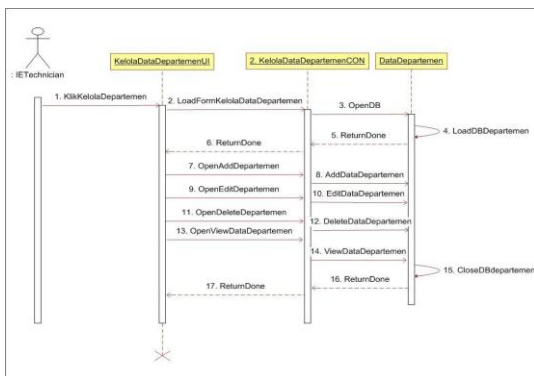 KelolaDataDepartemenUI
2. KelolaDataDepartemenCON
DataDepartemen
: IETechnician
1. KlikKelolaDepartemen
2. LoadFormKelolaDataDepartemen
3. OpenDB
4. LoadDBDepartemen
5. ReturnDone
6. ReturnDone
7. OpenAddDepartemen
8. AddDataDepartemen
9. OpenEditDepartemen
10. EditDataDepartemen
11. OpenDeleteDepartemen
12. DeleteDataDepartemen
13. OpenViewDataDepartemen
14. ViewDataDepartemen
15. CloseDBdepartemen
16. ReturnDone
17. ReturnDone